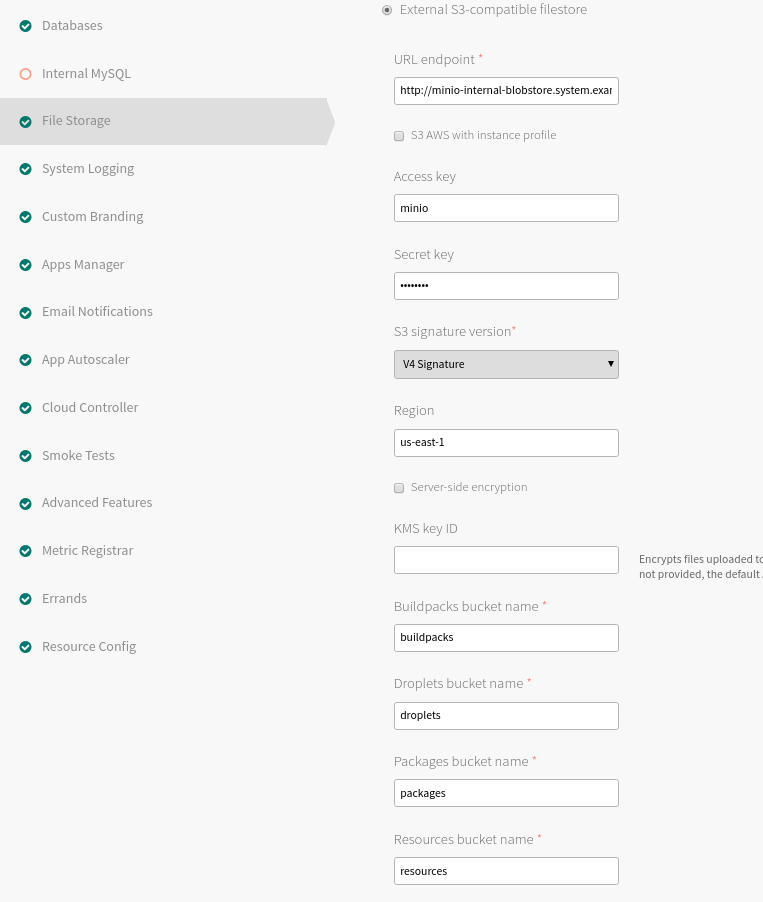 Databases
Internal MySQL
File Storage
System Logging
Custom Branding
Apps Manager
Email Notifications
App Autoscaler
Cloud Controller
Smoke Tests
Advanced Features
Metric Registrar
Errands
Resource Config
External S3-compatible filestore
URL endpoint *
http://minio-internal-blobstore.system.exar
S3 AWS with instance profile
Access key
minio
Secret key
••••••••
S3 signature version*
V4 Signature
Region
us-east-1
Server-side encryption
KMS key ID
Encrypts files uploaded to
not provided, the default
Buildpacks bucket name *
buildpacks
Droplets bucket name *
droplets
Packages bucket name *
packages
Resources bucket name *
resources